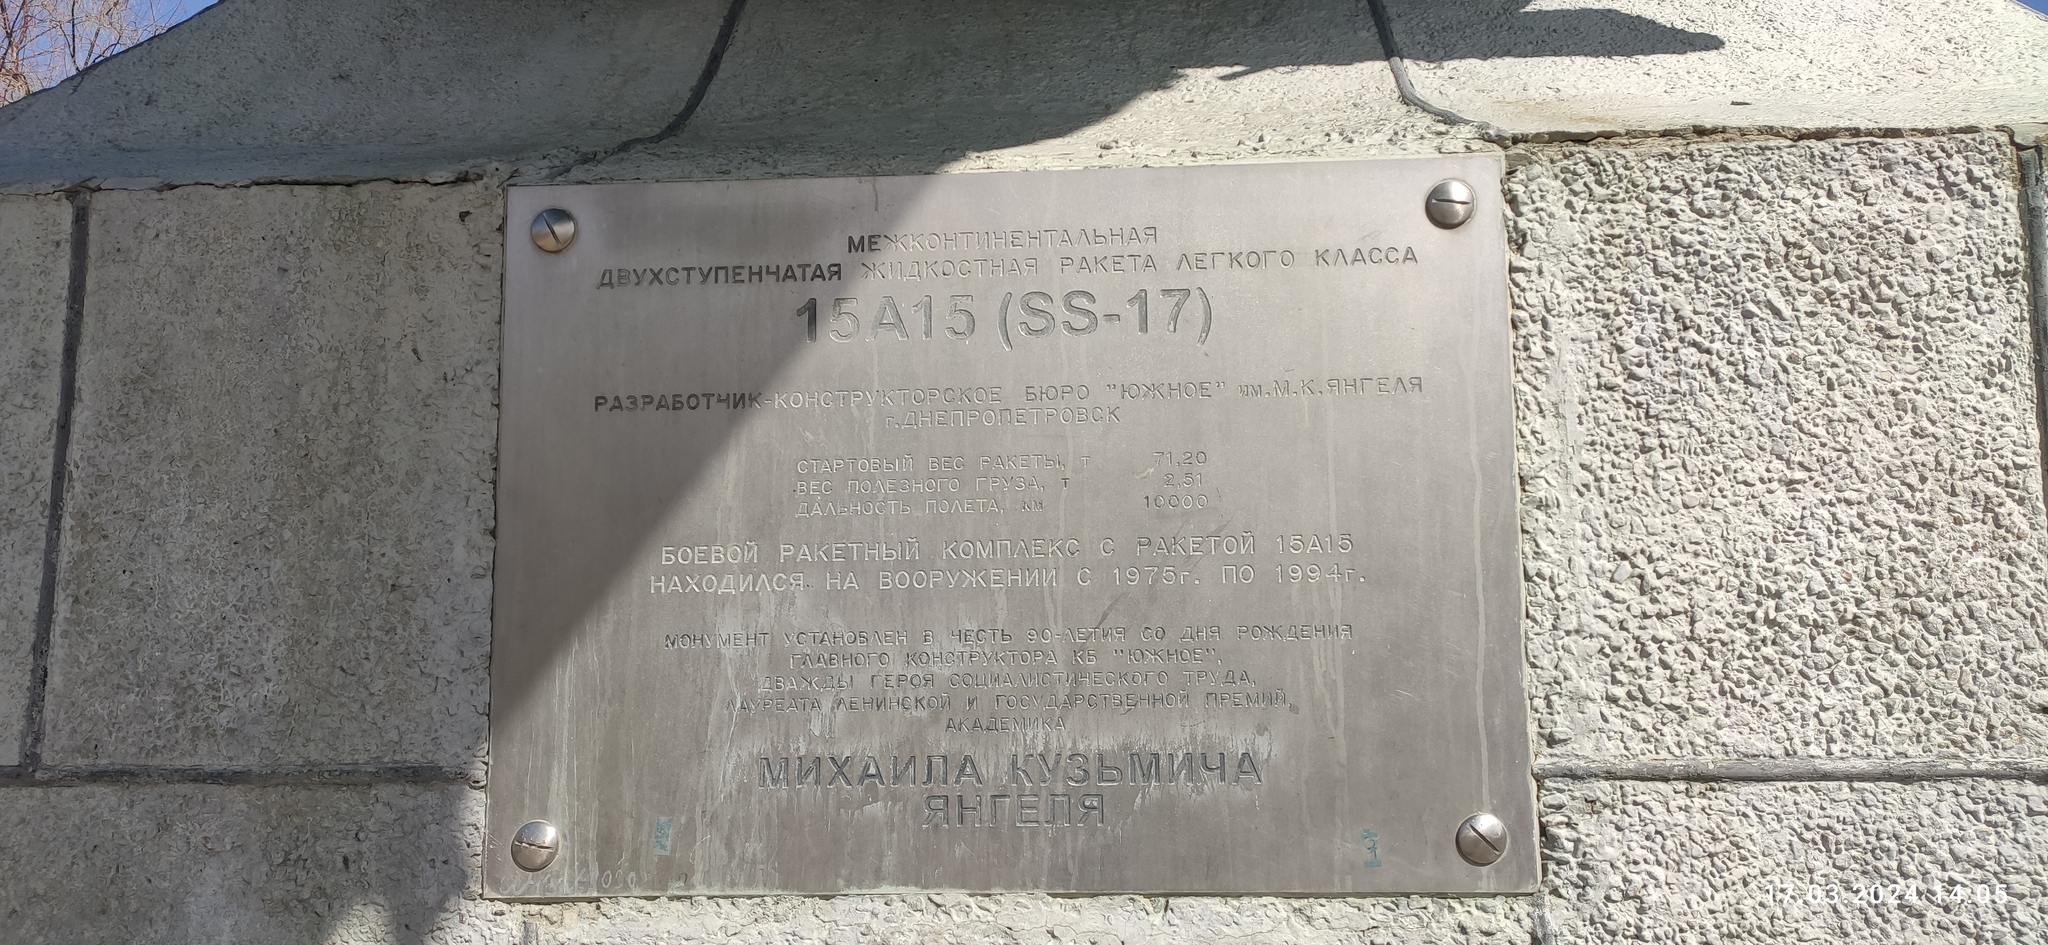 МЕЖКОНТИНЕНТАЛЬНАЯ
ДВУХСТУПЕНЧАТАЯ ЖИДКОСТНАЯ РАКЕТА ЛЕГКОГО КЛАССА
15А15 (SS-17)
РАЗРАБОТЧИК-КОНСТРУКТОРСКОЕ БЮРО "ЮЖНОЕ" им.М.К.ЯНГЕЛЯ
г.ДНЕПРОПЕТРОВСК
СТАРТОВЫЙ ВЕС РАКЕТЫ, т 71,20
ВЕС ПОЛЕЗНОГО ГРУЗА, т 2,51
ДАЛЬНОСТЬ ПОЛЕТА, км 10000
БОЕВОЙ РАКЕТНЫЙ КОМПЛЕКС С РАКЕТОЙ 15А15
НАХОДИЛСЯ НА ВООРУЖЕНИИ С 1975г. ПО 1994г.
МОНУМЕНТ УСТАНОВЛЕН В ЧЕСТЬ 90-ЛЕТИЯ СО ДНЯ РОЖДЕНИЯ
ГЛАВНОГО КОНСТРУКТОРА КБ "ЮЖНОЕ",
ДВАЖДЫ ГЕРОЯ СОЦИАЛИСТИЧЕСКОГО ТРУДА,
ЛАУРЕАТА ЛЕНИНСКОЙ И ГОСУДАРСТВЕННОЙ ПРЕМИЙ,
АКАДЕМИКА
МИХАИЛА КУЗЬМИЧА
ЯНГЕЛЯ
17.03.2024 14:05